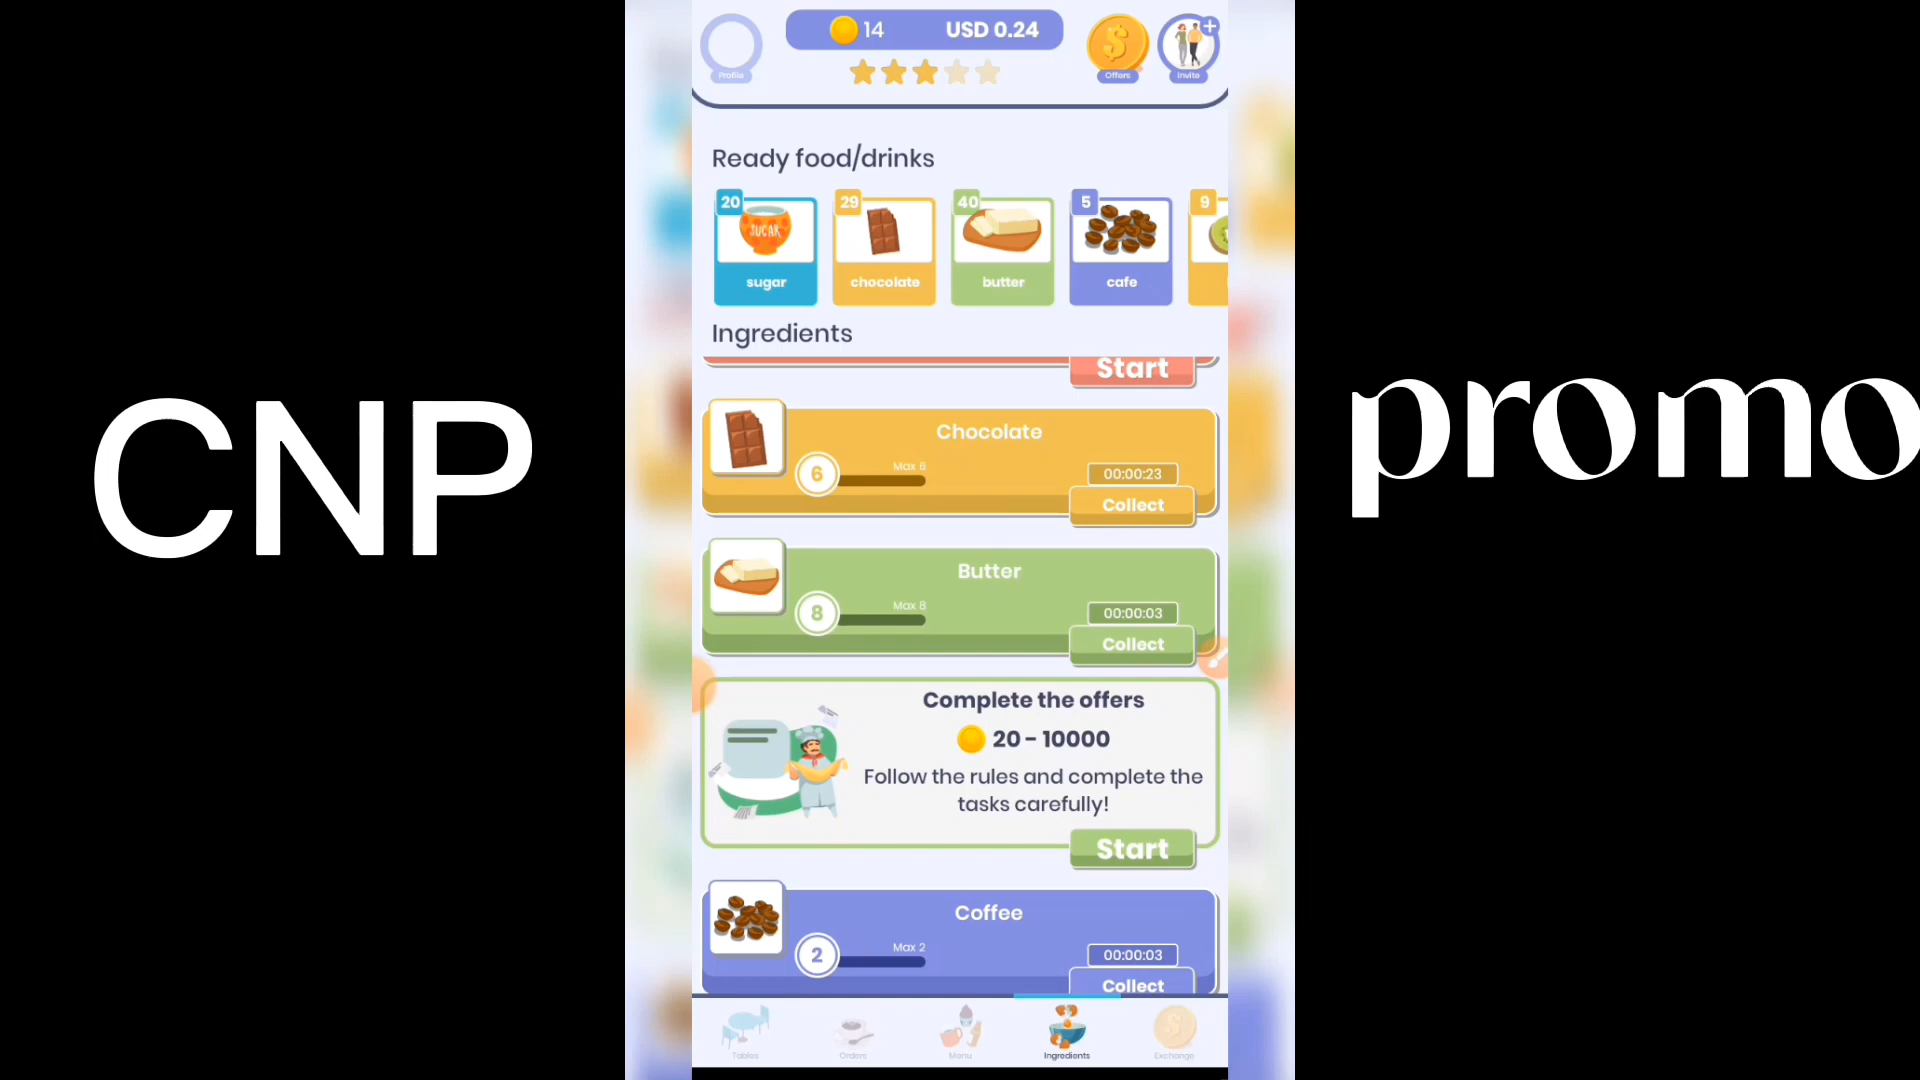 14 USD 0.24
Profile
Offers
Invite
Ready food/drinks
20 29 40 5 9
SUGAR
sugar chocolate butter cafe
Ingredients
Start
CNP
promo
Chocolate
6 Max 6 00:00:23
Collect
Butter
8 Max 8 00:00:03
Collect
Complete the offers
20 - 10000
Follow the rules and complete the
tasks carefully!
Start
Coffee
2 Max 2 00:00:03
Collect
Tables Orders Menu Ingredients Exchange